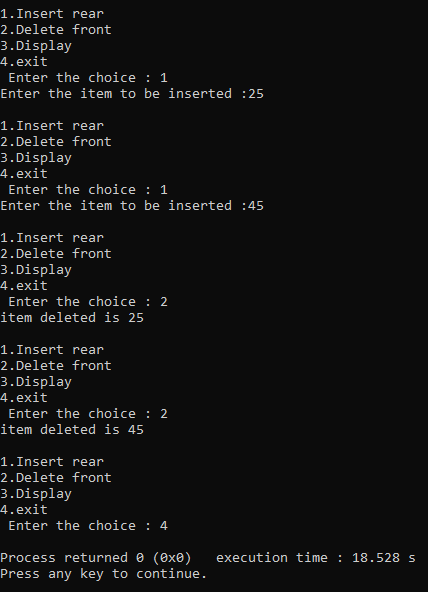 1.Insert rear
2.Delete front
3.Display
4.exit
 Enter the choice : 1
Enter the item to be inserted :25

1.Insert rear
2.Delete front
3.Display
4.exit
 Enter the choice : 1
Enter the item to be inserted :45

1.Insert rear
2.Delete front
3.Display
4.exit
 Enter the choice : 2
item deleted is 25

1.Insert rear
2.Delete front
3.Display
4.exit
 Enter the choice : 2
item deleted is 45

1.Insert rear
2.Delete front
3.Display
4.exit
 Enter the choice : 4

Process returned 0 (0x0)   execution time : 18.528 s
Press any key to continue.